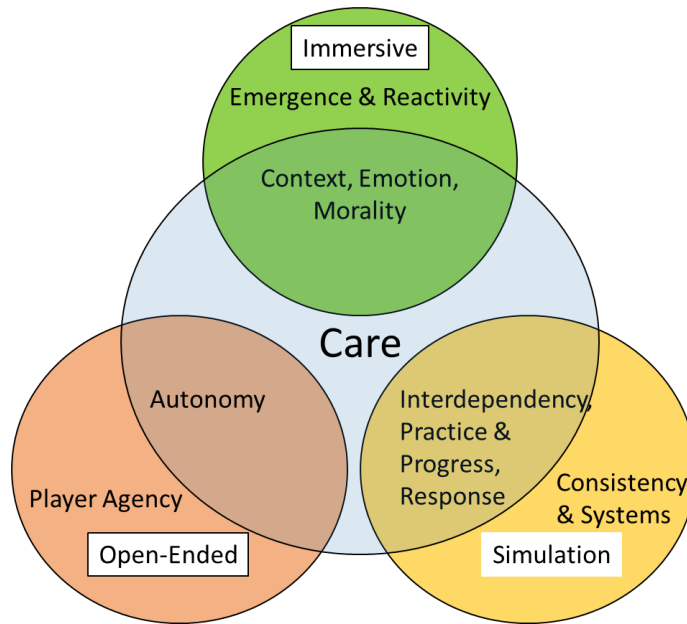 Immersive
Emergence & Reactivity
Context, Emotion,
Morality
Care
Autonomy
Interdependency,
Practice &
Progress,
Response
Player Agency
Consistency
& Systems
Open-Ended
Simulation